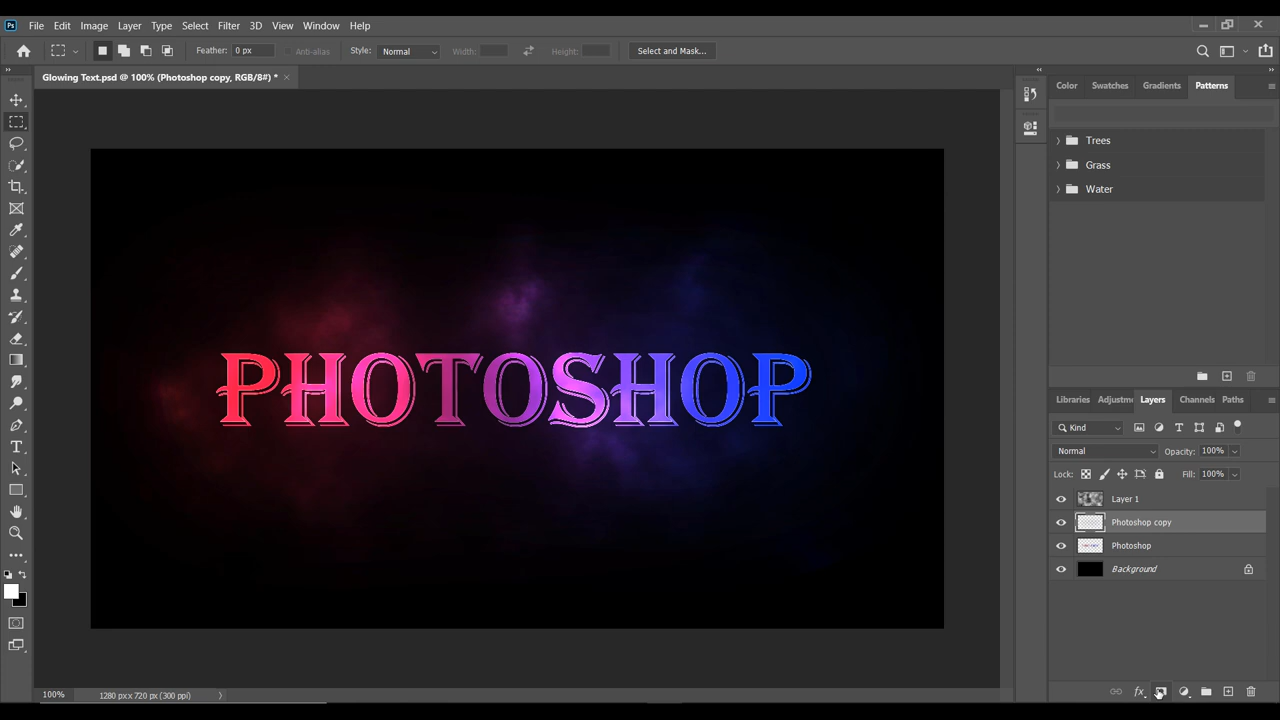 Ps File Edit Image Layer Type Select Filter 3D View Window Help
Feather: 0 px Anti-alias Style: Normal Width: Height: Select and Mask...
Glowing Text.psd @ 100% (Photoshop copy, RGB/8#) *
Color Swatches Gradients Patterns
Trees
Grass
Water
PHOTOSHOP
Libraries Adjustme Layers Channels Paths
Kind
Normal Opacity: 100%
Lock: Fill: 100%
Layer 1
Photoshop copy
Photoshop
Background
fx
100% 1280 px x 720 px (300 ppi)